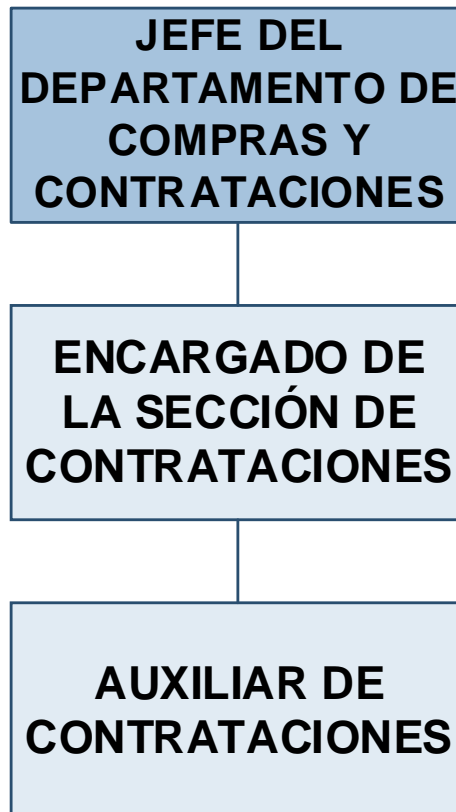 JEFE DEL
DEPARTAMENTO DE
COMPRAS Y
CONTRATACIONES
ENCARGADO DE
LA SECCIÓN DE
CONTRATACIONES
AUXILIAR DE
CONTRATACIONES